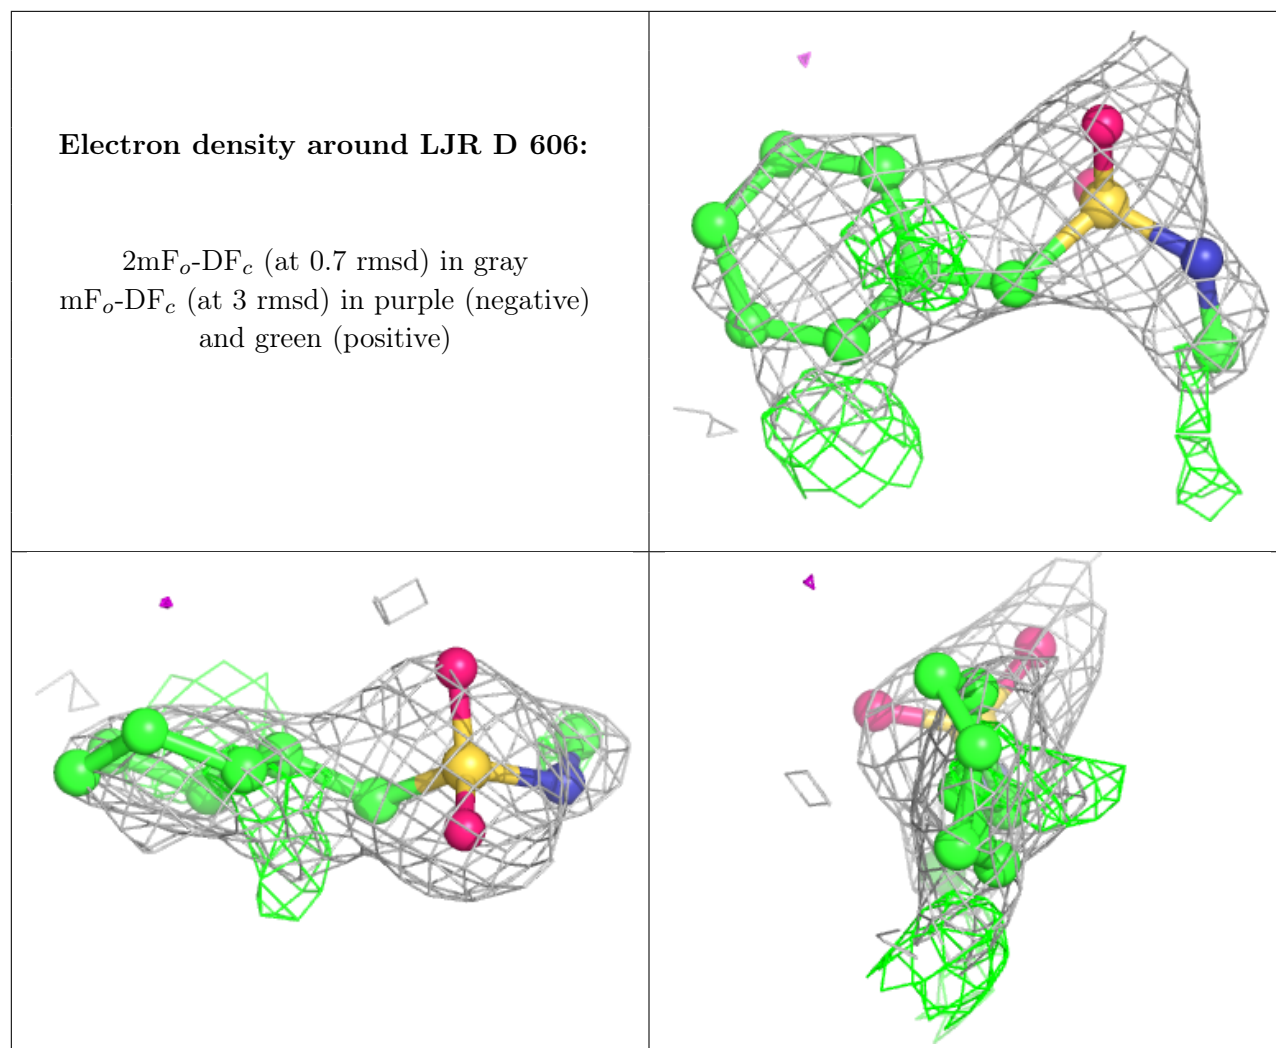 Electron density around LJR D 606:
2mFo-DFc (at 0.7 rmsd) in gray
mFo-DFc (at 3 rmsd) in purple (negative)
and green (positive)